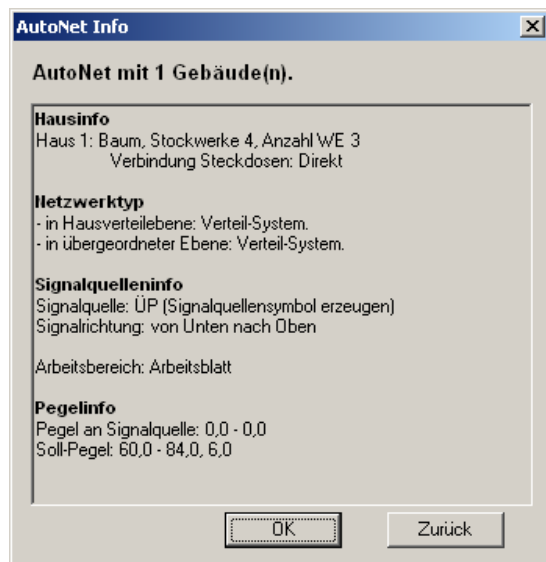 AutoNet Info
AutoNet mit 1 Gebäude(n).
Hausinfo
Haus 1: Baum, Stockwerke 4, Anzahl WE 3
Verbindung Steckdosen: Direkt
Netzwerktyp
- in Hausverteilebene: Verteil-System.
- in übergeordneter Ebene: Verteil-System.
Signalquelleninfo
Signalquelle: ÜP (Signalquellensymbol erzeugen)
Signalrichtung: von Unten nach Oben
Arbeitsbereich: Arbeitsblatt
Pegelinfo
Pegel an Signalquelle: 0,0 - 0,0
Soll-Pegel: 60,0 - 84,0, 6,0
OK
Zurück